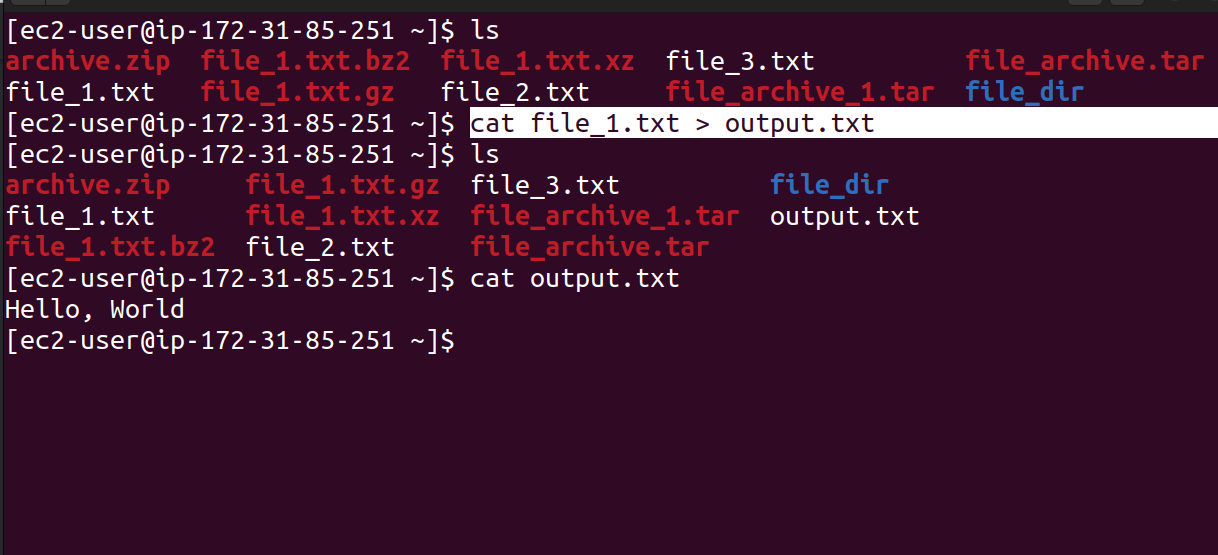 [ec2-user@ip-172-31-85-251 ~]$ ls
archive.zip  file_1.txt.bz2  file_1.txt.xz  file_3.txt          file_archive.tar
file_1.txt   file_1.txt.gz   file_2.txt     file_archive_1.tar  file_dir
[ec2-user@ip-172-31-85-251 ~]$ cat file_1.txt > output.txt
[ec2-user@ip-172-31-85-251 ~]$ ls
archive.zip     file_1.txt.gz  file_3.txt          file_dir
file_1.txt      file_1.txt.xz  file_archive_1.tar  output.txt
file_1.txt.bz2  file_2.txt     file_archive.tar
[ec2-user@ip-172-31-85-251 ~]$ cat output.txt
Hello, World
[ec2-user@ip-172-31-85-251 ~]$